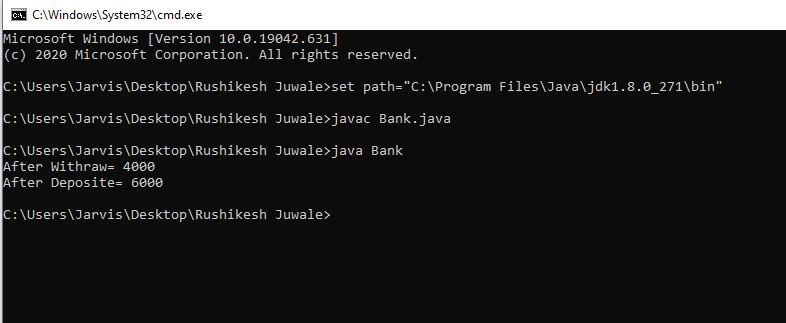 C:\Windows\System32\cmd.exe
Microsoft Windows [Version 10.0.19042.631]
(c) 2020 Microsoft Corporation. All rights reserved.
C:\Users\Jarvis\Desktop\Rushikesh Juwale>set path="C:\Program Files\Java\jdk1.8.0_271\bin"
C:\Users\Jarvis\Desktop\Rushikesh Juwale>javac Bank.java
C:\Users\Jarvis\Desktop\Rushikesh Juwale>java Bank
After Withraw= 4000
After Deposite= 6000
C:\Users\Jarvis\Desktop\Rushikesh Juwale>